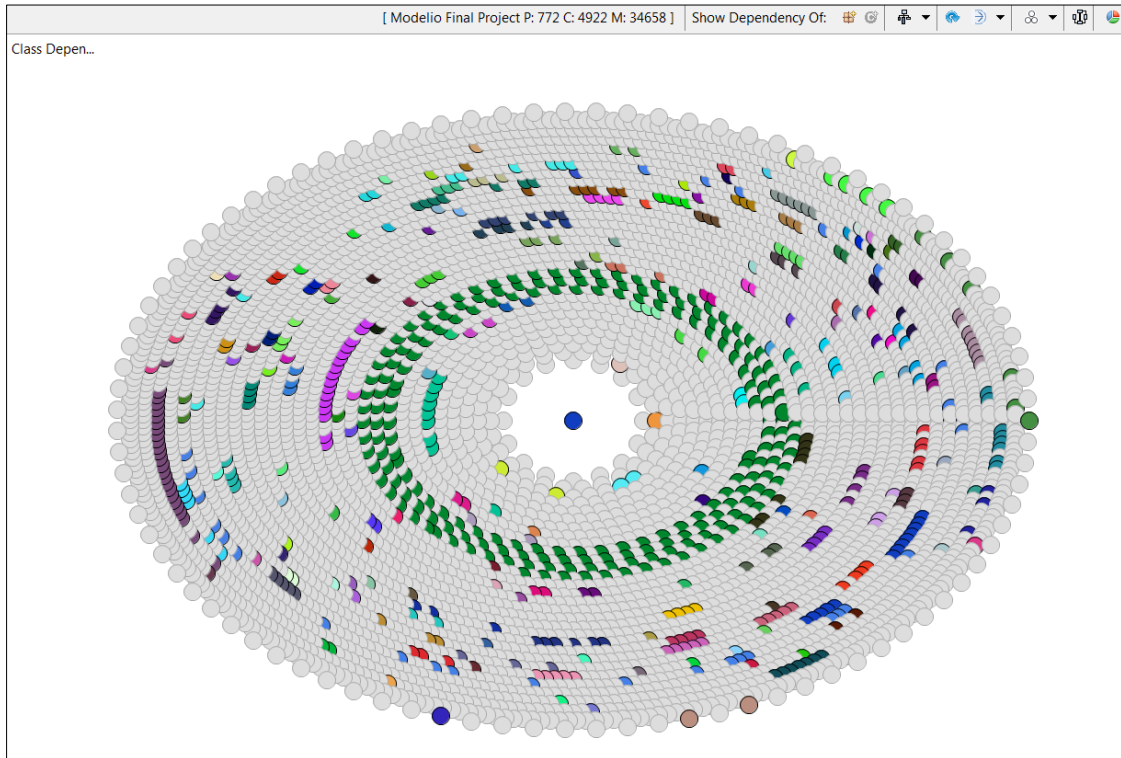 [ Modelio Final Project P: 772 C: 4922 M: 34658 ] Show Dependency Of:
Class Depen...